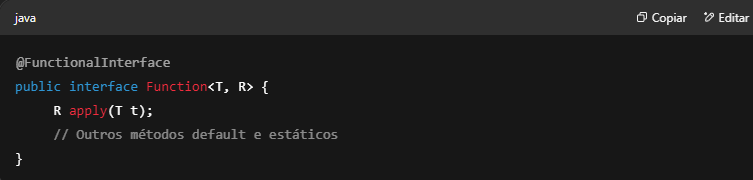 java
Copiar
Editar
@FunctionalInterface
public interface Function<T, R> {
    R apply(T t);
    // Outros métodos default e estáticos
}